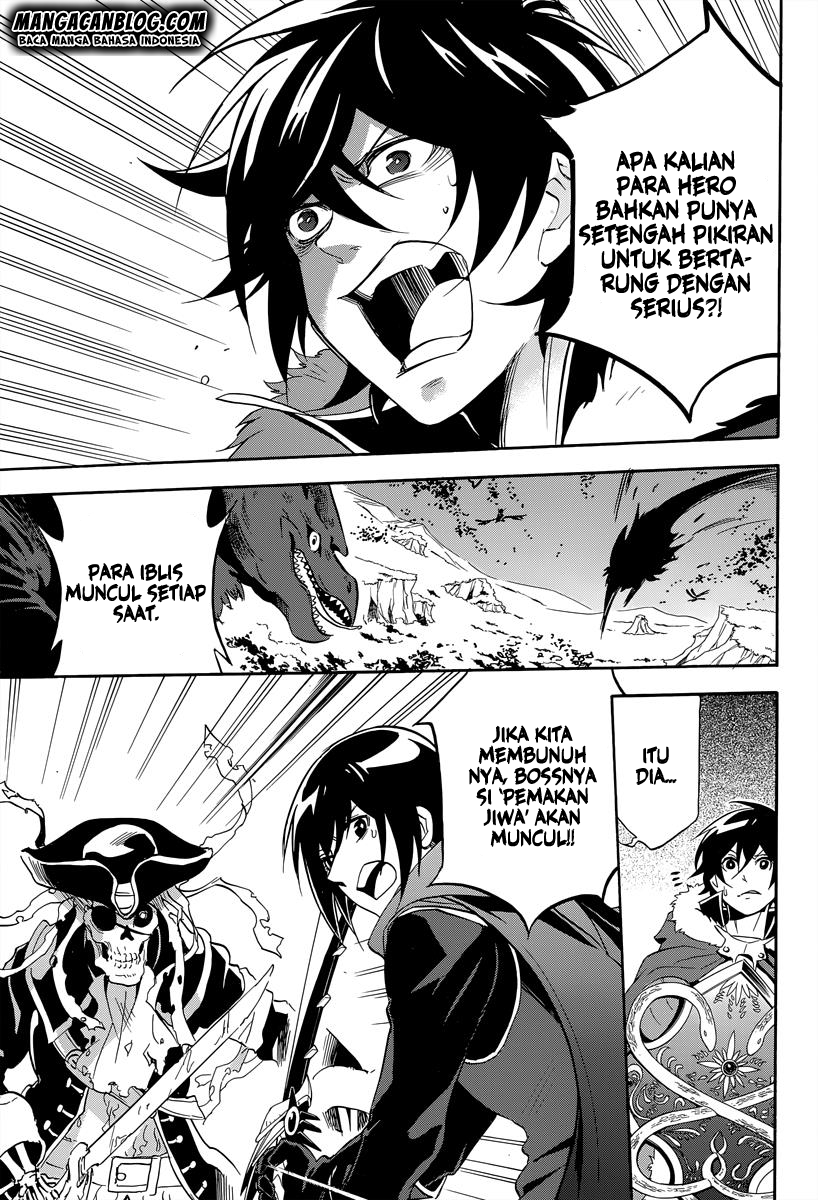 MANGACANBLOG.COM
BACA MANGA BAHASA INDONESIA
APA KALIAN
PARA HERO
BAHKAN PUNYA
SETENGAH PIKIRAN
UNTUK BERTA-
RUNG DENGAN
SERIUS?!
PARA IBLIS
MUNCUL SETIAP
SAAT.
ITU
DIA...
JIKA KITA
MEMBUNUH
NYA, BOSSNYA
SI 'PEMAKAN
JIWA' AKAN
MUNCUL!!